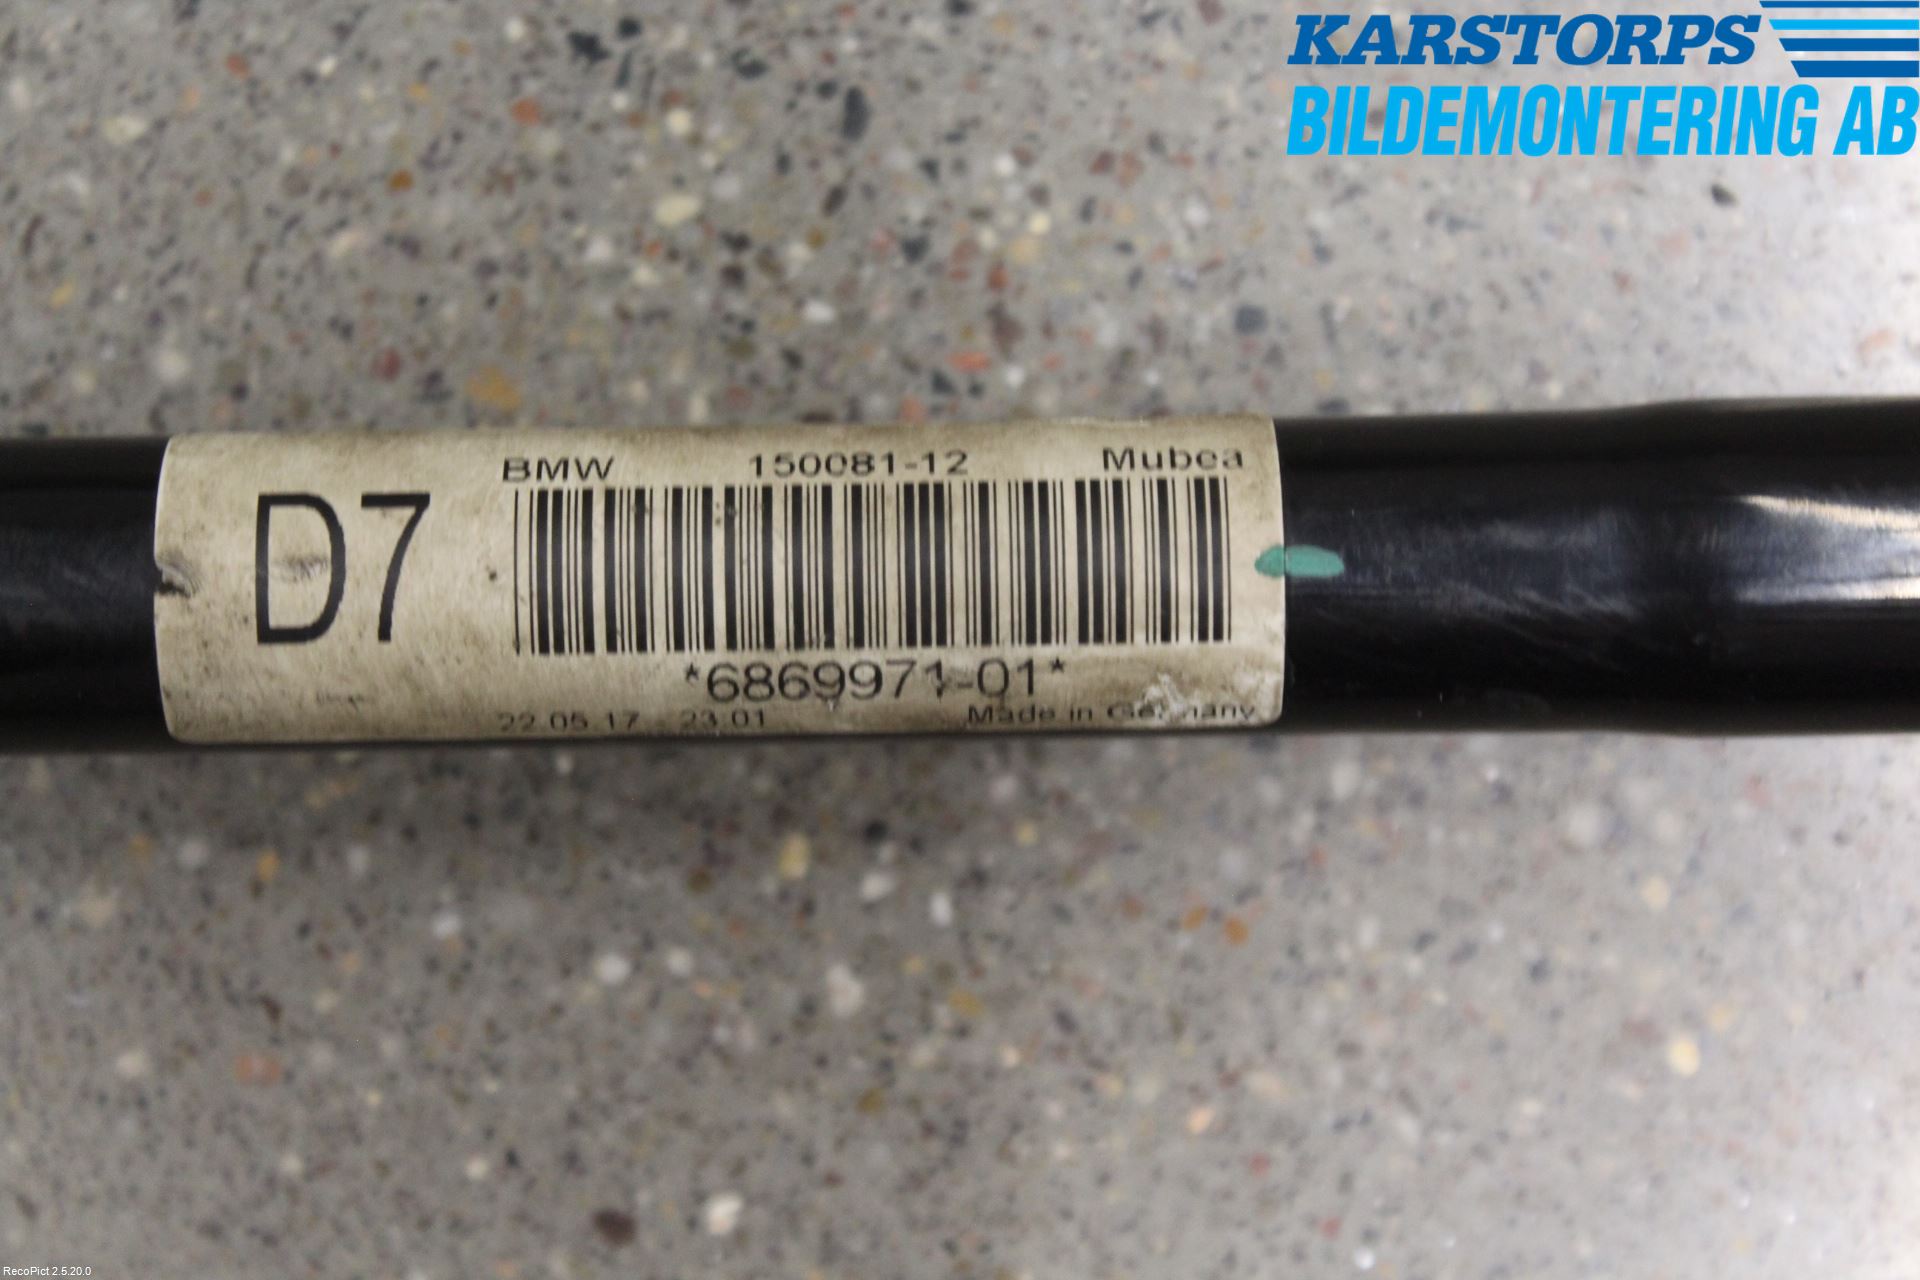 KARSTORPS
BILDEMONTERING AB
BMW 150081-12 Mubea
D7
*6869971-01*
22.05.17 23.01 Made in Germany
RecoPict 2.5.20.0